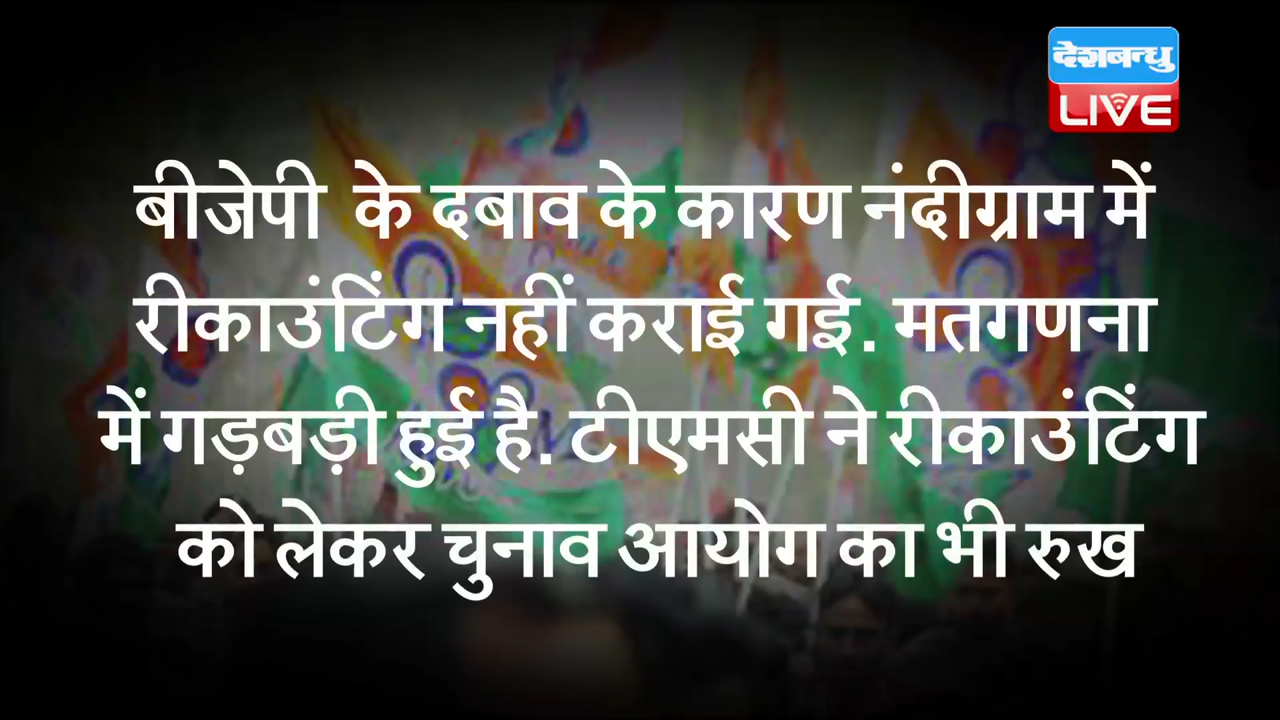 देशबन्धु
LIVE
बीजेपी के दबाव के कारण नंदीग्राम में
रीकाउंटिंग नहीं कराई गई. मतगणना
में गड़बड़ी हुई है. टीएमसी ने रीकाउंटिंग
को लेकर चुनाव आयोग का भी रुख